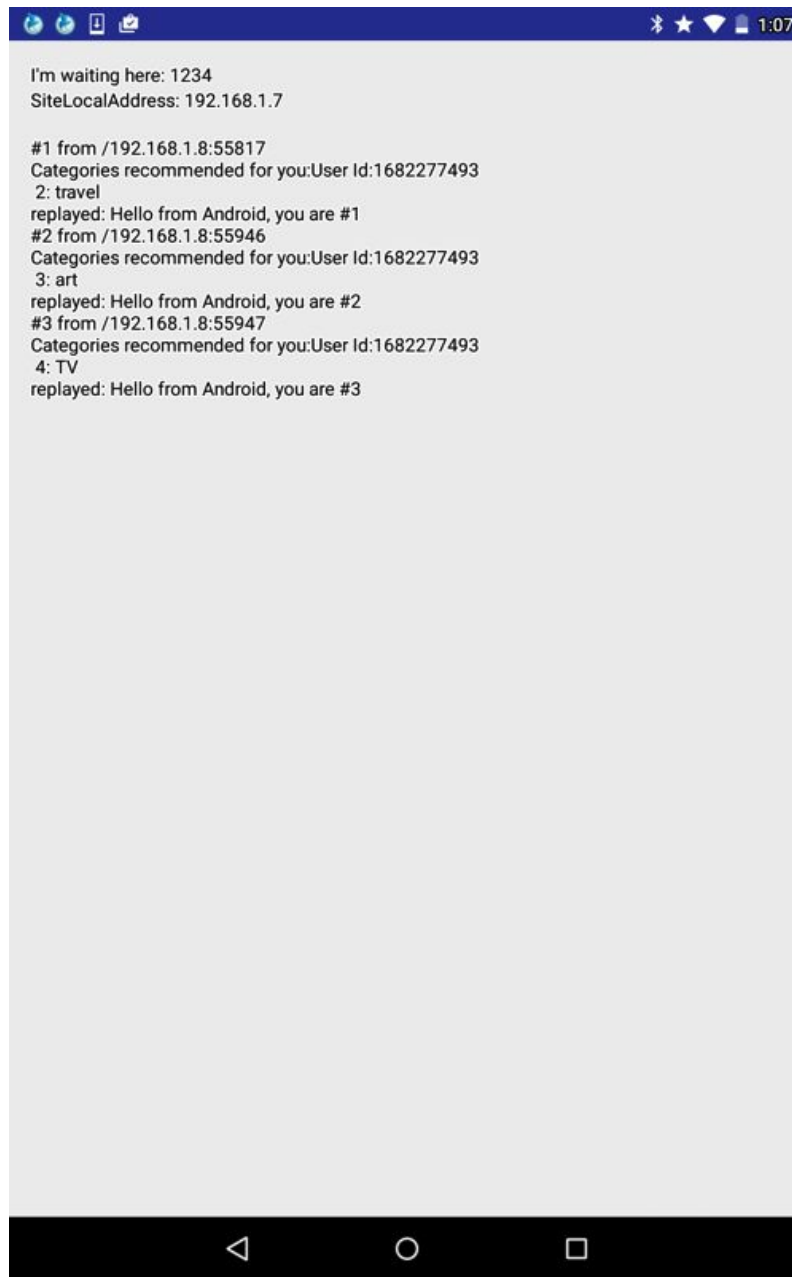 1:07
I'm waiting here: 1234
SiteLocalAddress: 192.168.1.7
#1 from /192.168.1.8:55817
Categories recommended for you:User Id:1682277493
2: travel
replayed: Hello from Android, you are #1
#2 from /192.168.1.8:55946
Categories recommended for you:User Id:1682277493
3: art
replayed: Hello from Android, you are #2
#3 from /192.168.1.8:55947
Categories recommended for you:User Id:1682277493
4: TV
replayed: Hello from Android, you are #3